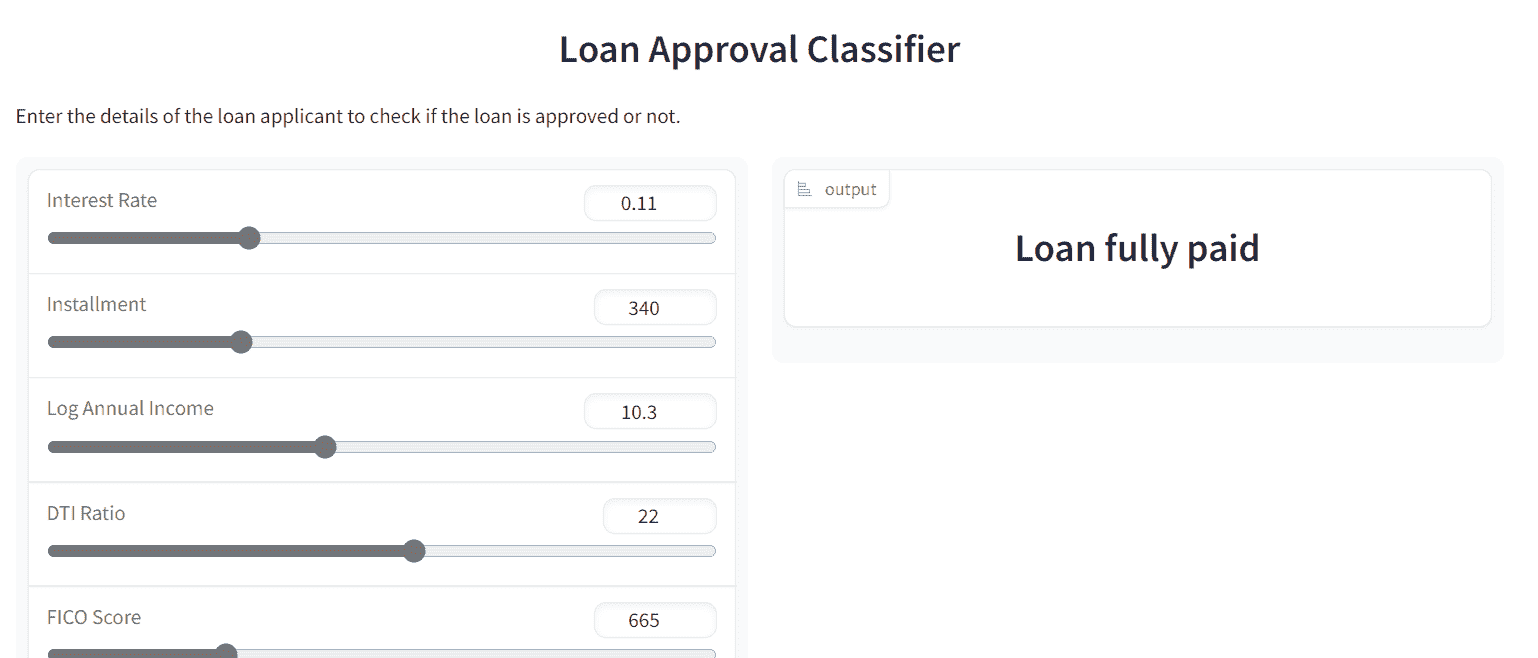 Loan Approval Classifier
Enter the details of the loan applicant to check if the loan is approved or not.
Interest Rate
0.11
Installment
340
Log Annual Income
10.3
DTI Ratio
22
FICO Score
665
output
Loan fully paid